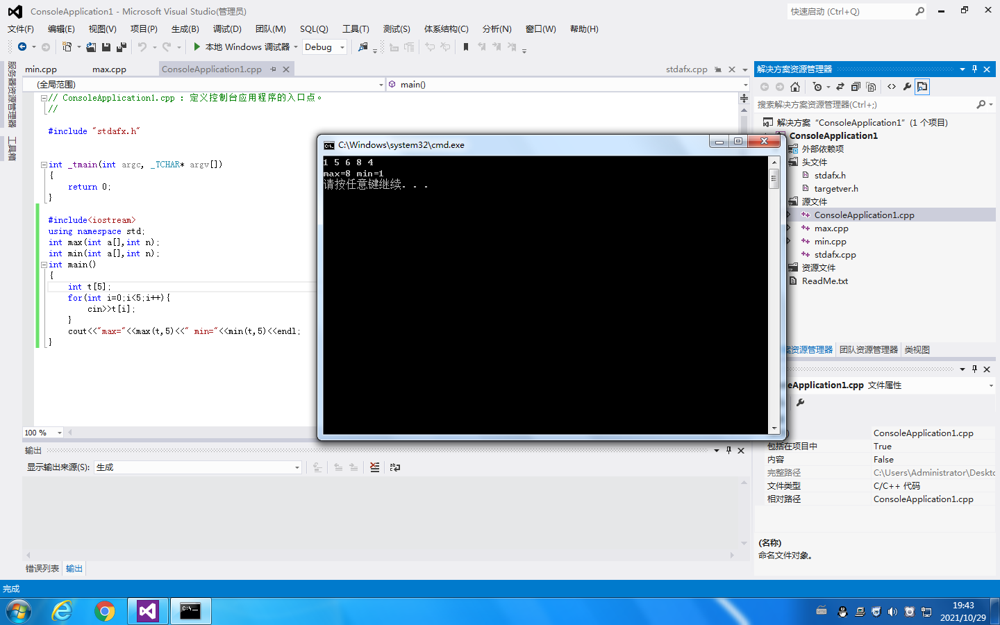 ConsoleApplication1 - Microsoft Visual Studio(管理员)
快速启动 (Ctrl+Q)
文件(F) 编辑(E) 视图(V) 项目(P) 生成(B) 调试(D) 团队(M) SQL(Q) 工具(T) 测试(S) 体系结构(C) 分析(N) 窗口(W) 帮助(H)
本地 Windows 调试器 Debug
服务器资源管理器
工具箱
min.cpp max.cpp ConsoleApplication1.cpp stdafx.cpp
(全局范围) main()
// ConsoleApplication1.cpp : 定义控制台应用程序的入口点。
//
#include "stdafx.h"
int _tmain(int argc, _TCHAR* argv[])
{
return 0;
}
#include<iostream>
using namespace std;
int max(int a[],int n);
int min(int a[],int n);
int main()
{
int t[5];
for(int i=0;i<5;i++){
cin>>t[i];
}
cout<<"max="<<max(t,5)<<" min="<<min(t,5)<<endl;
}
100 %
C:\Windows\system32\cmd.exe
1 5 6 8 4
max=8 min=1
请按任意键继续. . .
输出
显示输出来源(S): 生成
错误列表 输出
解决方案资源管理器
搜索解决方案资源管理器(Ctrl+;)
解决方案 "ConsoleApplication1" (1 个项目)
ConsoleApplication1
外部依赖项
头文件
stdafx.h
targetver.h
源文件
ConsoleApplication1.cpp
max.cpp
min.cpp
stdafx.cpp
资源文件
ReadMe.txt
案资源管理器 团队资源管理器 类视图
eApplication1.cpp 文件属性
) ConsoleApplication1.cpp
包括在项目中 True
内容 False
完整路径 C:\Users\Administrator\Deskto
文件类型 C/C++ 代码
相对路径 ConsoleApplication1.cpp
(名称)
命名文件对象。
完成
19:43
2021/10/29